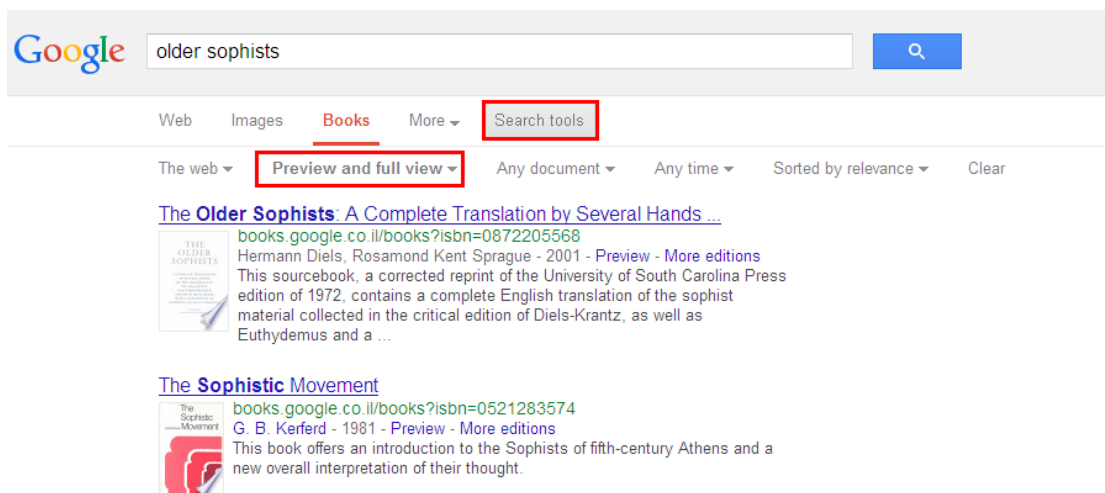 Google older sophists
Web Images Books More Search tools
The web Preview and full view Any document Any time Sorted by relevance Clear
The Older Sophists: A Complete Translation by Several Hands ...
THE
OLDER
SOPHISTS
books.google.co.il/books?isbn=0872205568
Hermann Diels, Rosamond Kent Sprague - 2001 - Preview - More editions
This sourcebook, a corrected reprint of the University of South Carolina Press
edition of 1972, contains a complete English translation of the sophist
material collected in the critical edition of Diels-Krantz, as well as
Euthydemus and a ...
The Sophistic Movement
The
Sophistic
Movement
books.google.co.il/books?isbn=0521283574
G. B. Kerferd - 1981 - Preview - More editions
This book offers an introduction to the Sophists of fifth-century Athens and a
new overall interpretation of their thought.